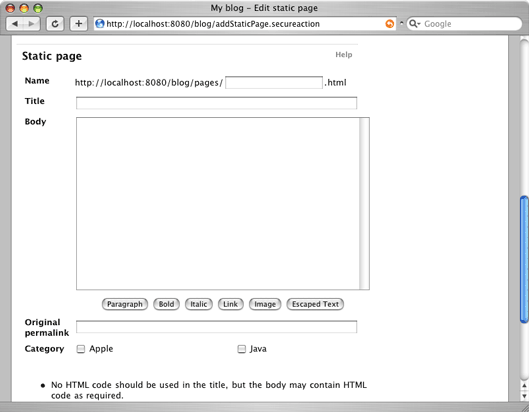 My blog - Edit static page
http://localhost:8080/blog/addStaticPage.secureaction
Google
Static page
Help
Name http://localhost:8080/blog/pages/ .html
Title
Body
Paragraph Bold Italic Link Image Escaped Text
Original
permalink
Category Apple Java
• No HTML code should be used in the title, but the body may contain HTML
code as required.